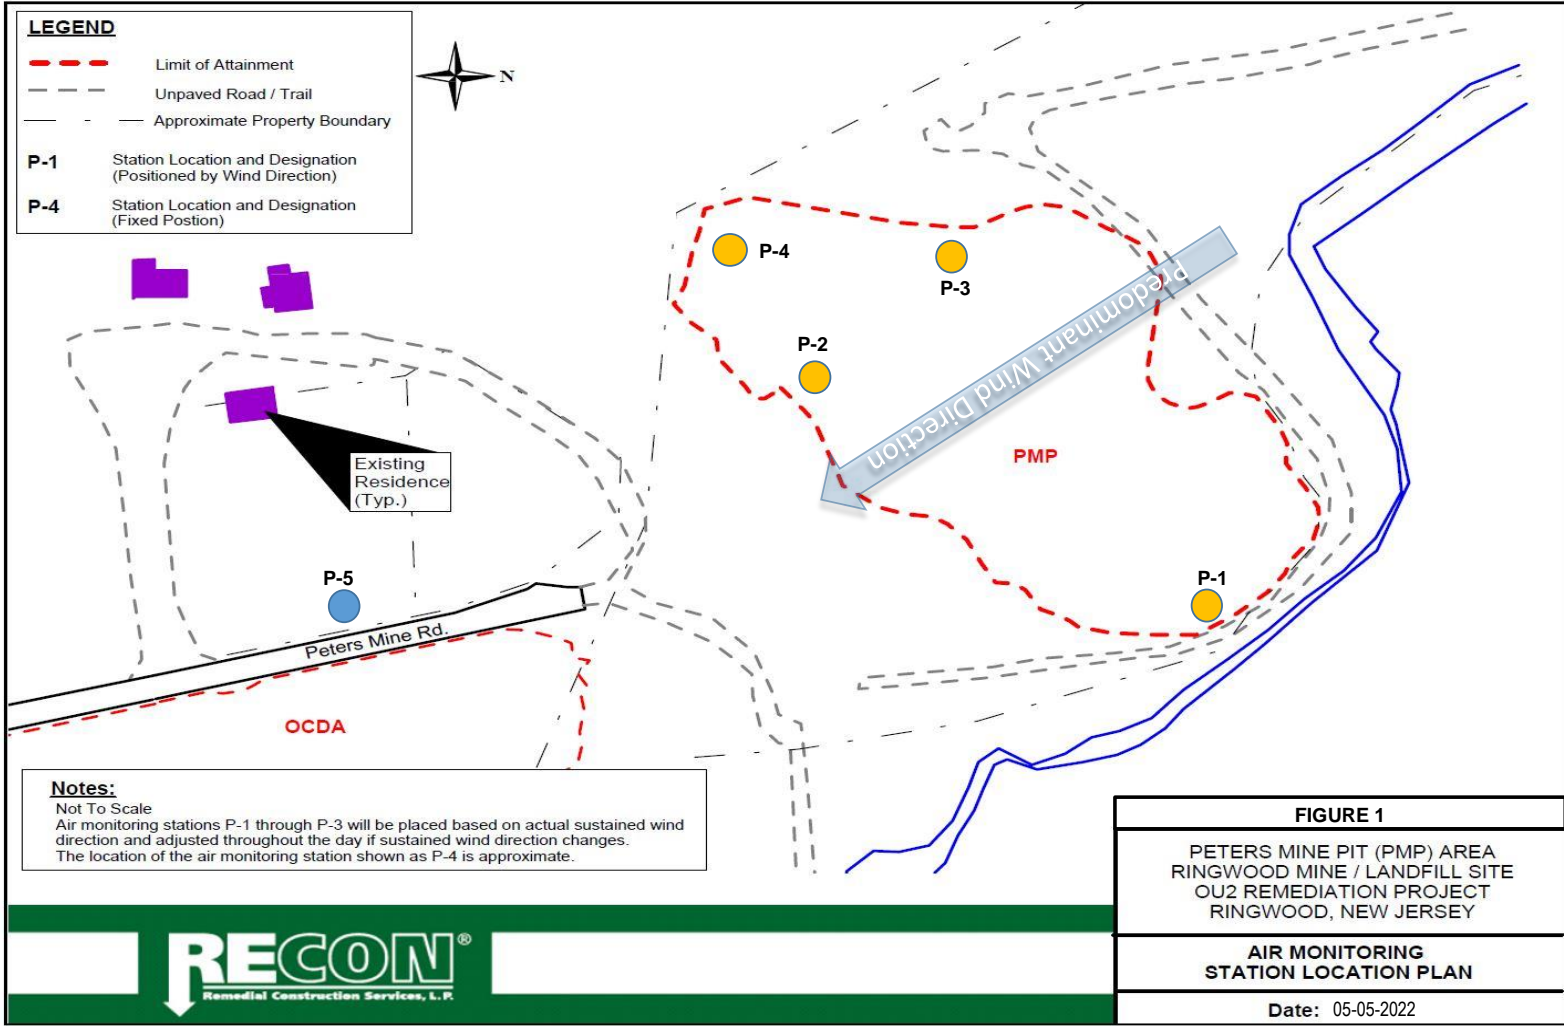 LEGEND
Limit of Attainment
Unpaved Road / Trail
Approximate Property Boundary
P-1
Station Location and Designation
(Positioned by Wind Direction)
P-4
Station Location and Designation
(Fixed Postion)
N
P-4
P-3
P-2
Predominant Wind Direction
PMP
Existing
Residence
(Typ.)
P-5
P-1
Peters Mine Rd.
OCDA
Notes:
Not To Scale
Air monitoring stations P-1 through P-3 will be placed based on actual sustained wind
direction and adjusted throughout the day if sustained wind direction changes.
The location of the air monitoring station shown as P-4 is approximate.
RECON®
Remedial Construction Services, L.P.
FIGURE 1
PETERS MINE PIT (PMP) AREA
RINGWOOD MINE / LANDFILL SITE
OU2 REMEDIATION PROJECT
RINGWOOD, NEW JERSEY
AIR MONITORING
STATION LOCATION PLAN
Date: 05-05-2022